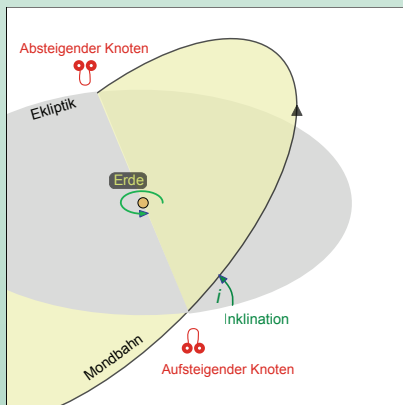 Absteigender Knoten
Ekliptik
Erde
i
Inklination
Mondbahn
Aufsteigender Knoten